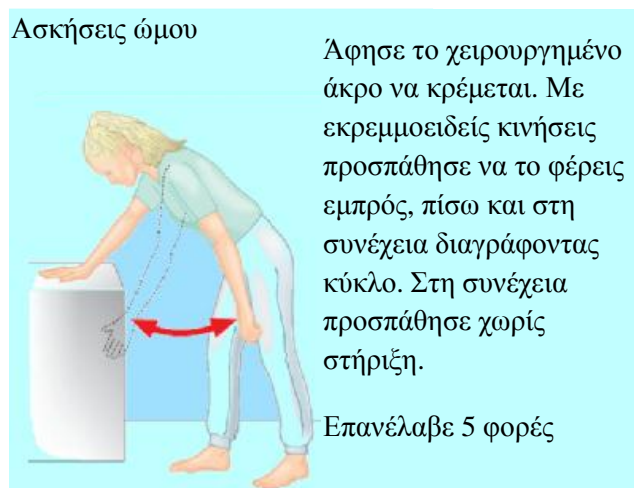 Ασκήσεις ώμου
Άφησε το χειρουργημένο
άκρο να κρέμεται. Με
εκρεμμοειδείς κινήσεις
προσπάθησε να το φέρεις
εμπρός, πίσω και στη
συνέχεια διαγράφοντας
κύκλο. Στη συνέχεια
προσπάθησε χωρίς
στήριξη.
Επανέλαβε 5 φορές